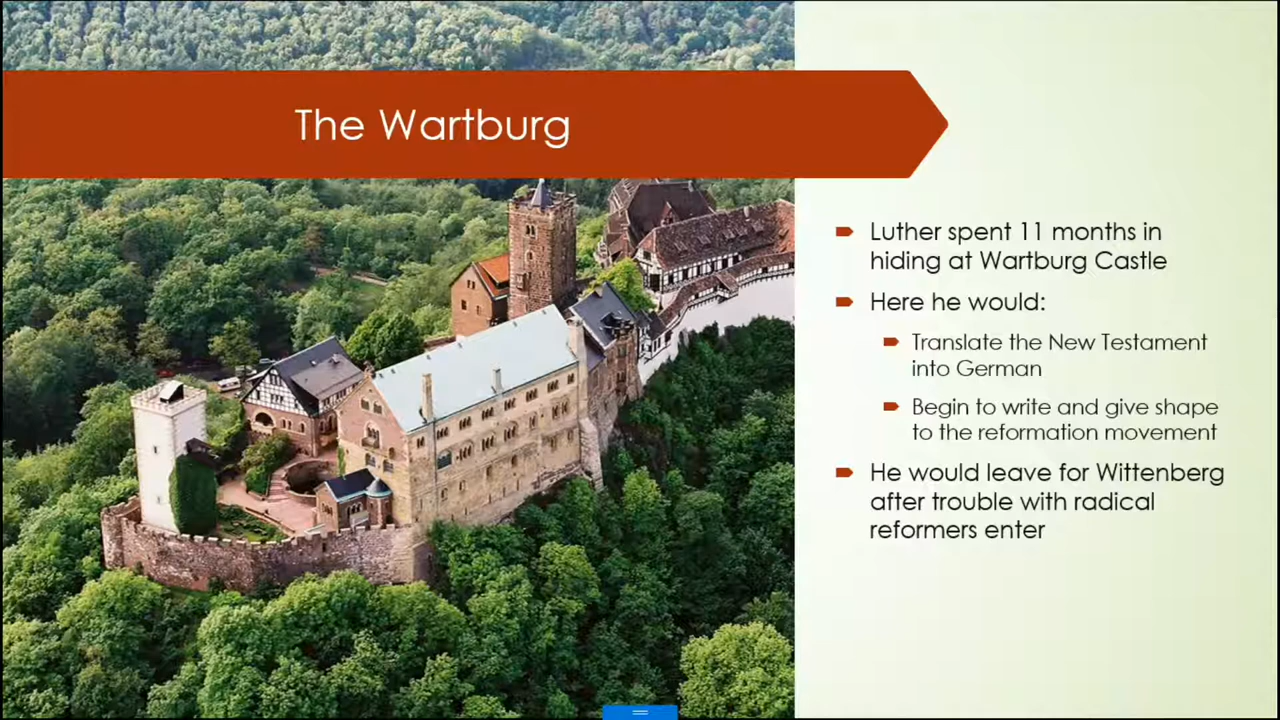 The Wartburg
Luther spent 11 months in
hiding at Wartburg Castle
Here he would:
Translate the New Testament
into German
Begin to write and give shape
to the reformation movement
He would leave for Wittenberg
after trouble with radical
reformers enter